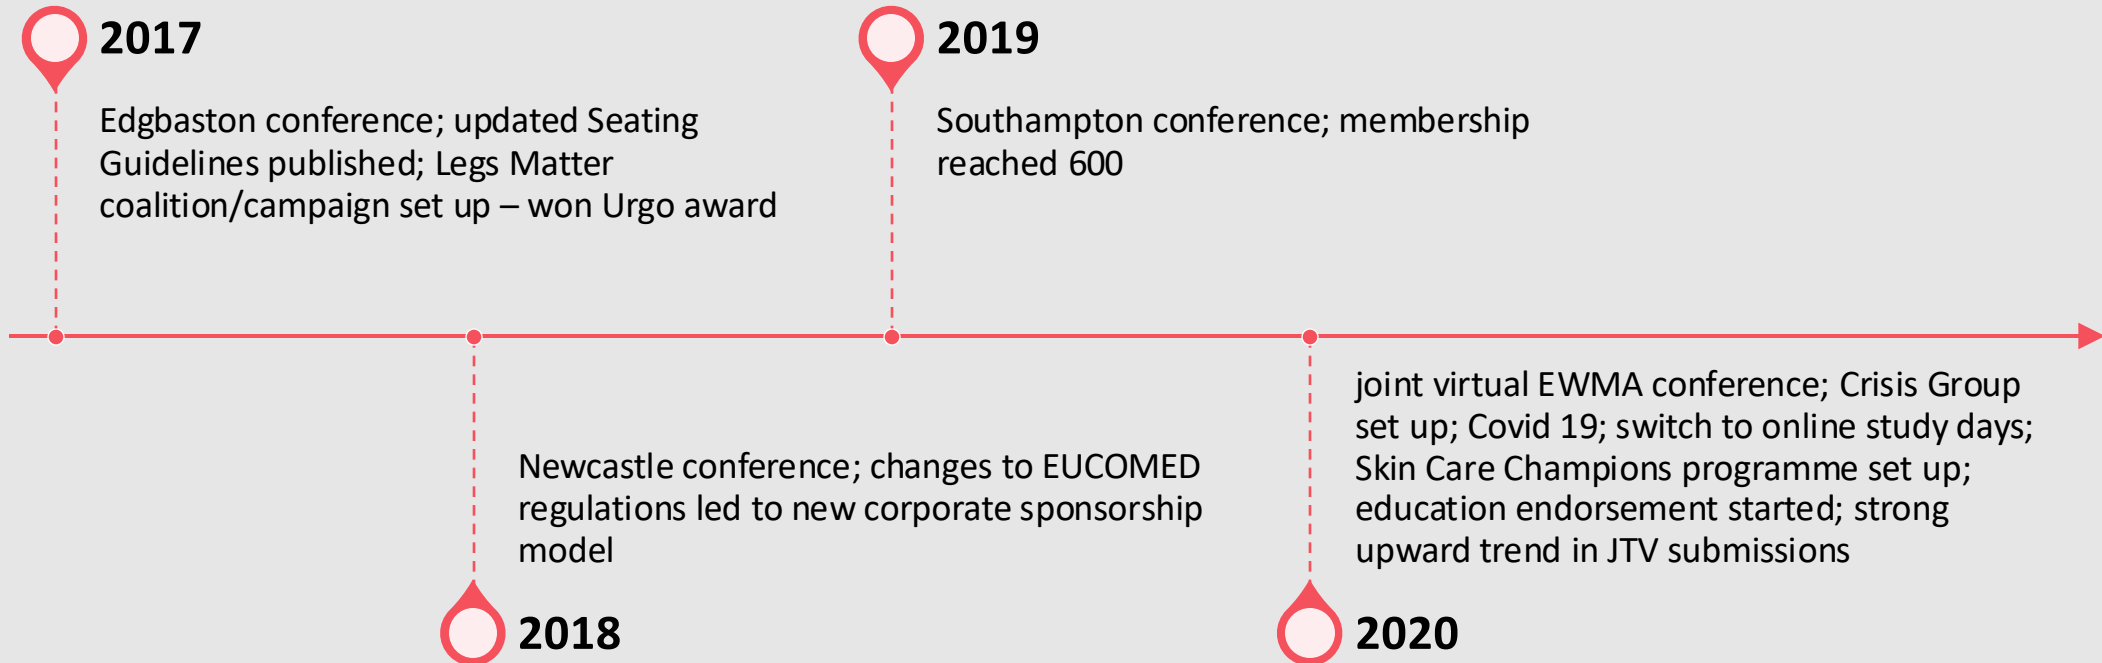 2017
Edgbaston conference; updated Seating
Guidelines published; Legs Matter
coalition/campaign set up – won Urgo award
2018
Newcastle conference; changes to EUCOMED
regulations led to new corporate sponsorship
model
2019
Southampton conference; membership
reached 600
2020
joint virtual EWMA conference; Crisis Group
set up; Covid 19; switch to online study days;
Skin Care Champions programme set up;
education endorsement started; strong
upward trend in JTV submissions